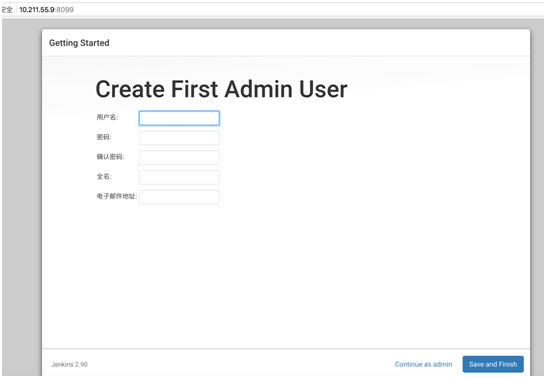 安全 10.211.55.9:8099
Getting Started
Create First Admin User
用户名:
密码:
确认密码:
全名:
电子邮件地址:
Jenkins 2.90
Continue as admin
Save and Finish